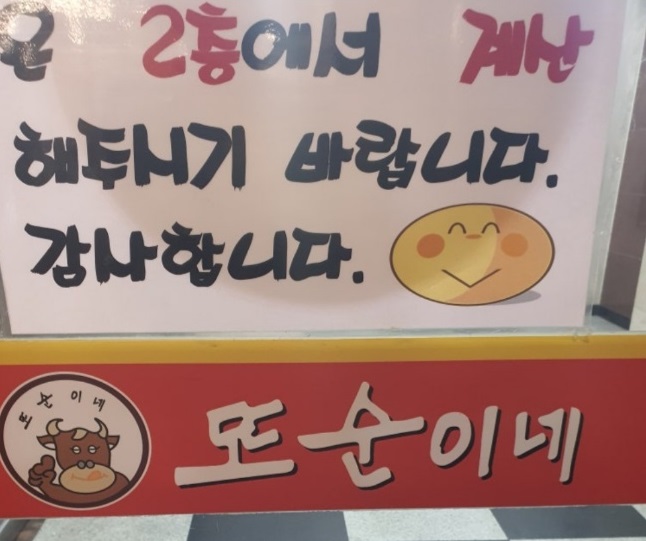 은 2층에서 계산
해주시기 바랍니다.
감사합니다.
또순이네
또순이네